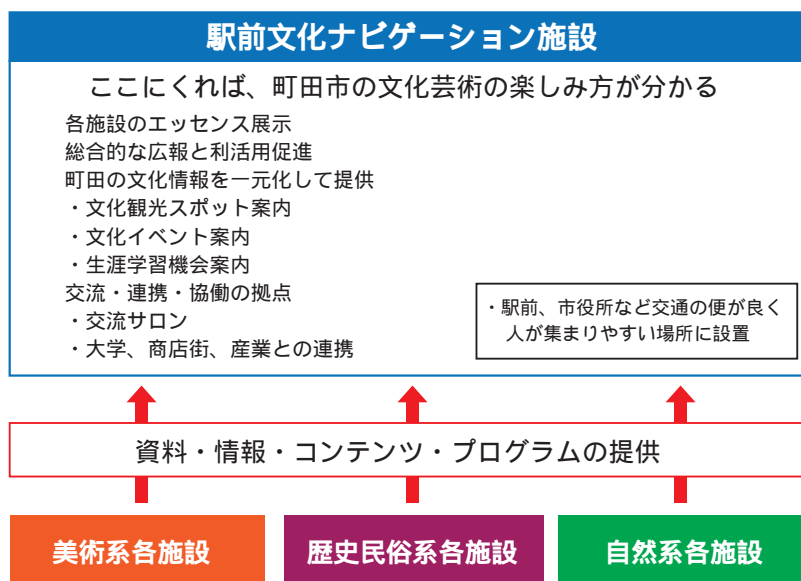 駅前文化ナビゲーション施設
ここにくれば、町田市の文化芸術の楽しみ方が分かる
各施設のエッセンス展示
総合的な広報と利活用促進
町田の文化情報を一元化して提供
・文化観光スポット案内
・文化イベント案内
・生涯学習機会案内
交流・連携・協働の拠点
・交流サロン
・大学、商店街、産業との連携
・駅前、市役所など交通の便が良く
人が集まりやすい場所に設置
資料・情報・コンテンツ・プログラムの提供
美術系各施設
歴史民俗系各施設
自然系各施設